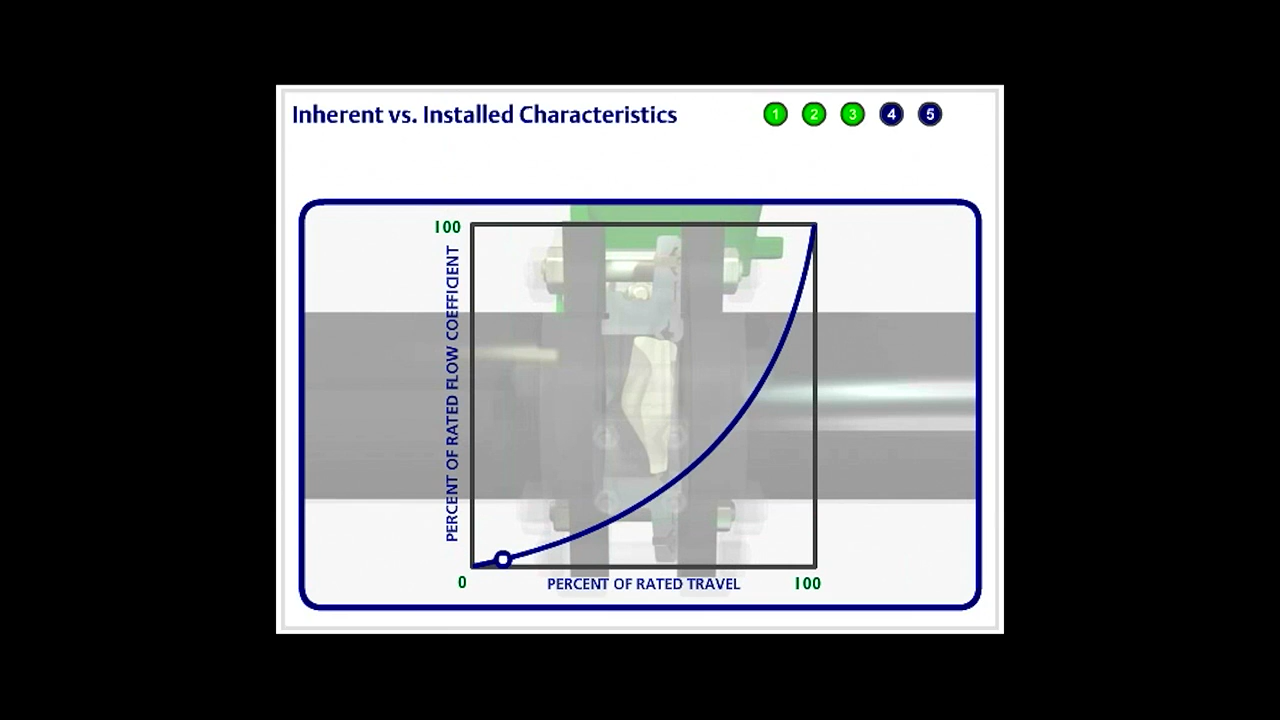 Inherent vs. Installed Characteristics
1 2 3 4 5
100
PERCENT OF RATED FLOW COEFFICIENT
0
PERCENT OF RATED TRAVEL
100